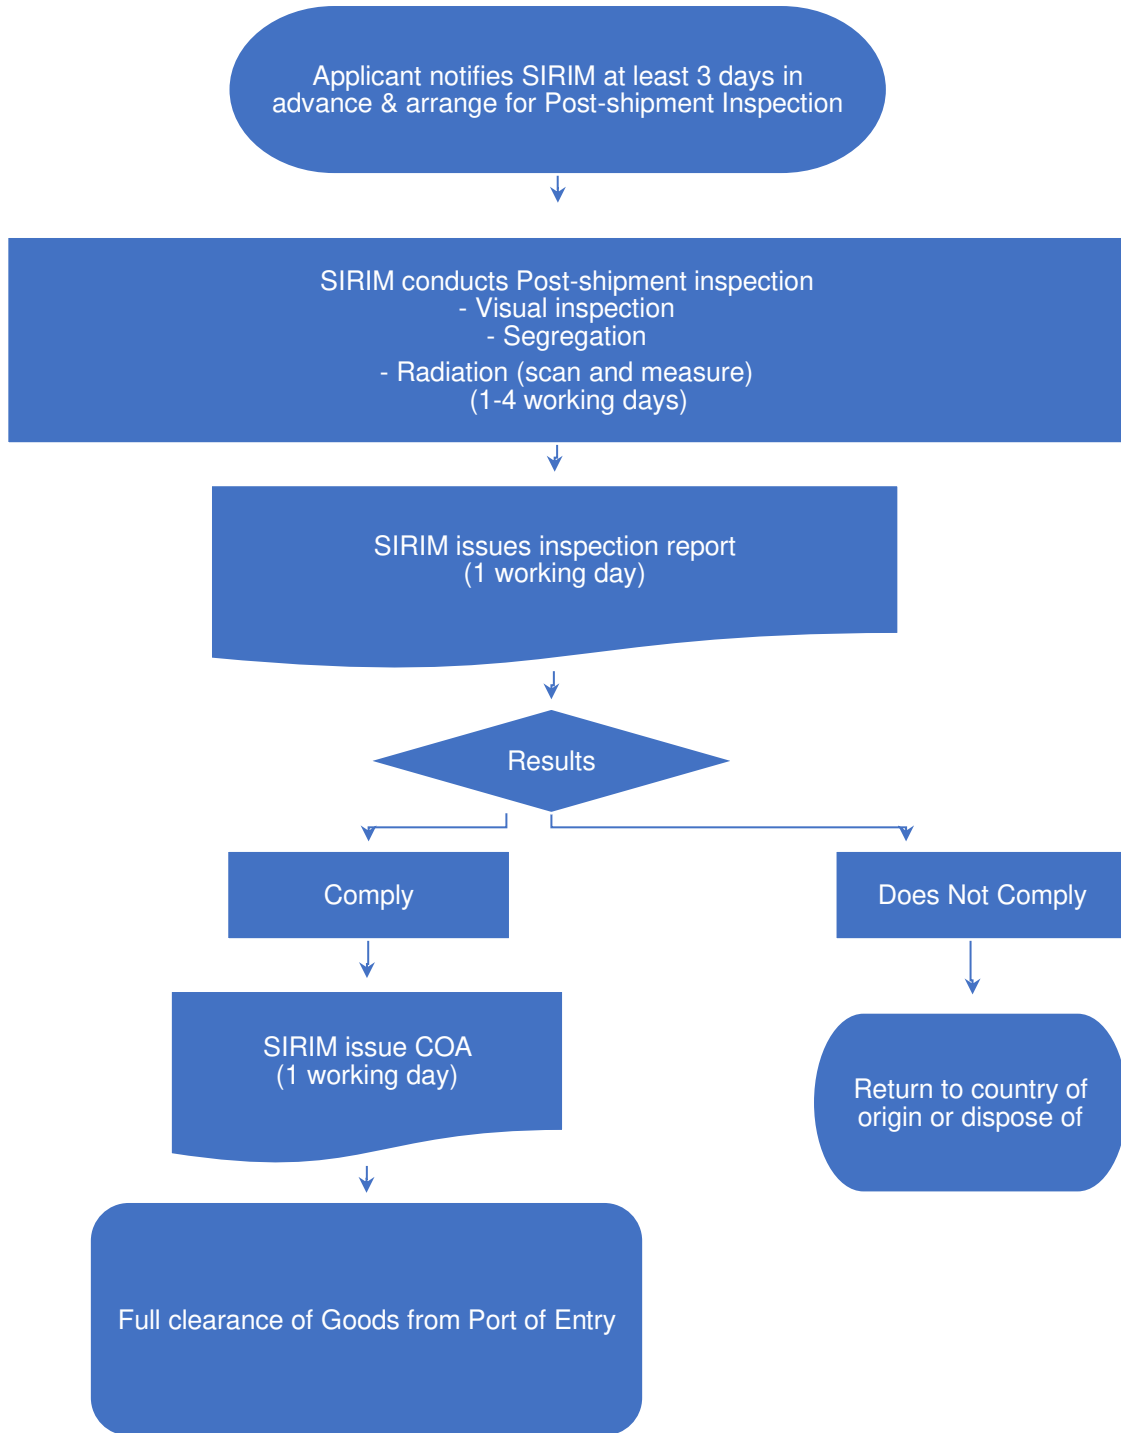 Applicant notifies SIRIM at least 3 days in
advance & arrange for Post-shipment Inspection
SIRIM conducts Post-shipment inspection
- Visual inspection
- Segregation
- Radiation (scan and measure)
(1-4 working days)
SIRIM issues inspection report
(1 working day)
Results
Comply
Does Not Comply
SIRIM issue COA
(1 working day)
Return to country of
origin or dispose of
Full clearance of Goods from Port of Entry